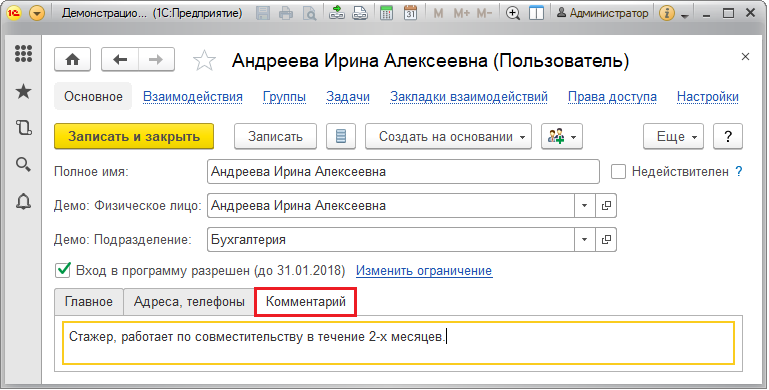 1С Демонстрацио... (1С:Предприятие) 31 M M+ M- Администратор i
Андреева Ирина Алексеевна (Пользователь)
Основное Взаимодействия Группы Задачи Закладки взаимодействий Права доступа Настройки
Записать и закрыть Записать Создать на основании Еще ?
Полное имя: Андреева Ирина Алексеевна Недействителен ?
Демо: Физическое лицо: Андреева Ирина Алексеевна
Демо: Подразделение: Бухгалтерия
Вход в программу разрешен (до 31.01.2018) Изменить ограничение
Главное Адреса, телефоны Комментарий
Стажер, работает по совместительству в течение 2-х месяцев.